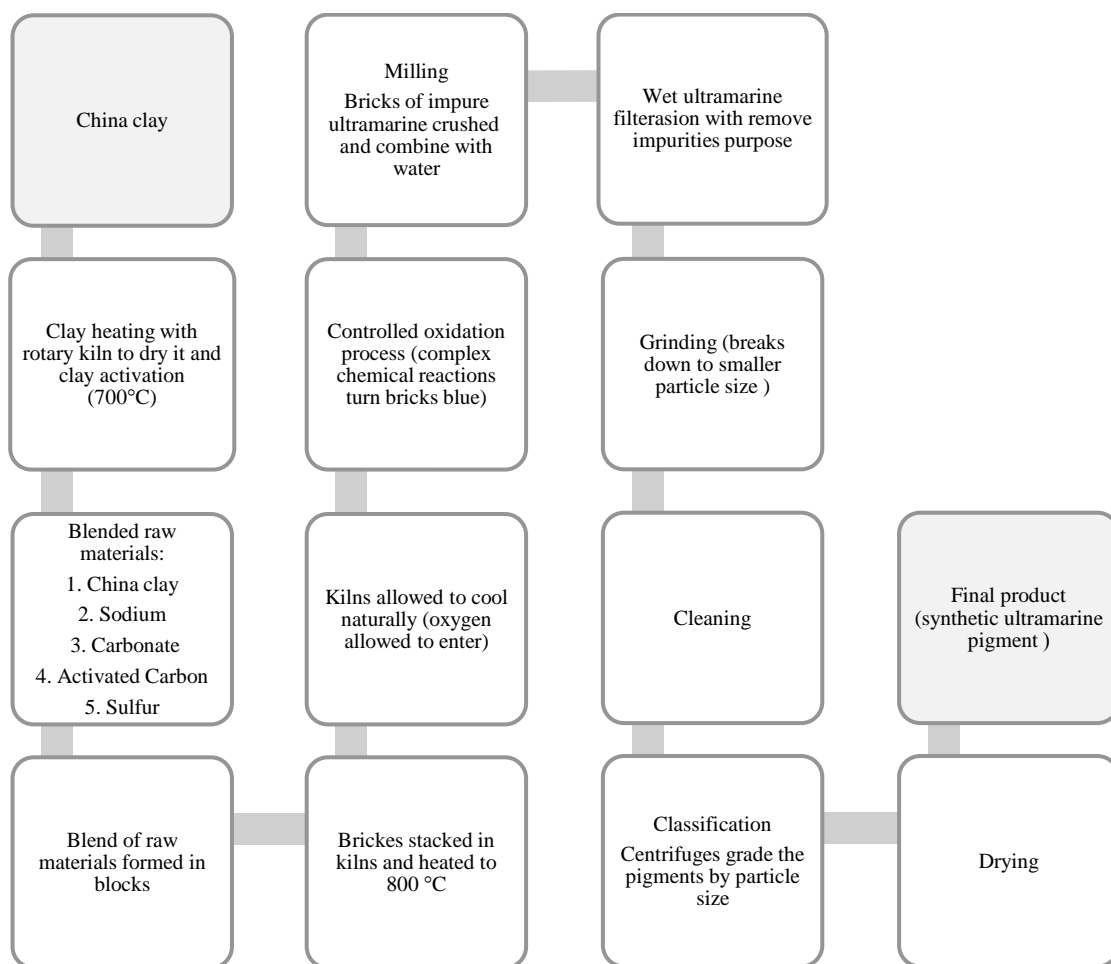 China clay
Clay heating with
rotary kiln to dry it and
clay activation
(700°C)
Blended raw
materials:
1. China clay
2. Sodium
3. Carbonate
4. Activated Carbon
5. Sulfur
Blend of raw
materials formed in
blocks
Brickes stacked in
kilns and heated to
800 °C
Kilns allowed to cool
naturally (oxygen
allowed to enter)
Controlled oxidation
process (complex
chemical reactions
turn bricks blue)
Milling
Bricks of impure
ultramarine crushed
and combine with
water
Wet ultramarine
filterasion with remove
impurities purpose
Grinding (breaks
down to smaller
particle size )
Cleaning
Classification
Centrifuges grade the
pigments by particle
size
Drying
Final product
(synthetic ultramarine
pigment )